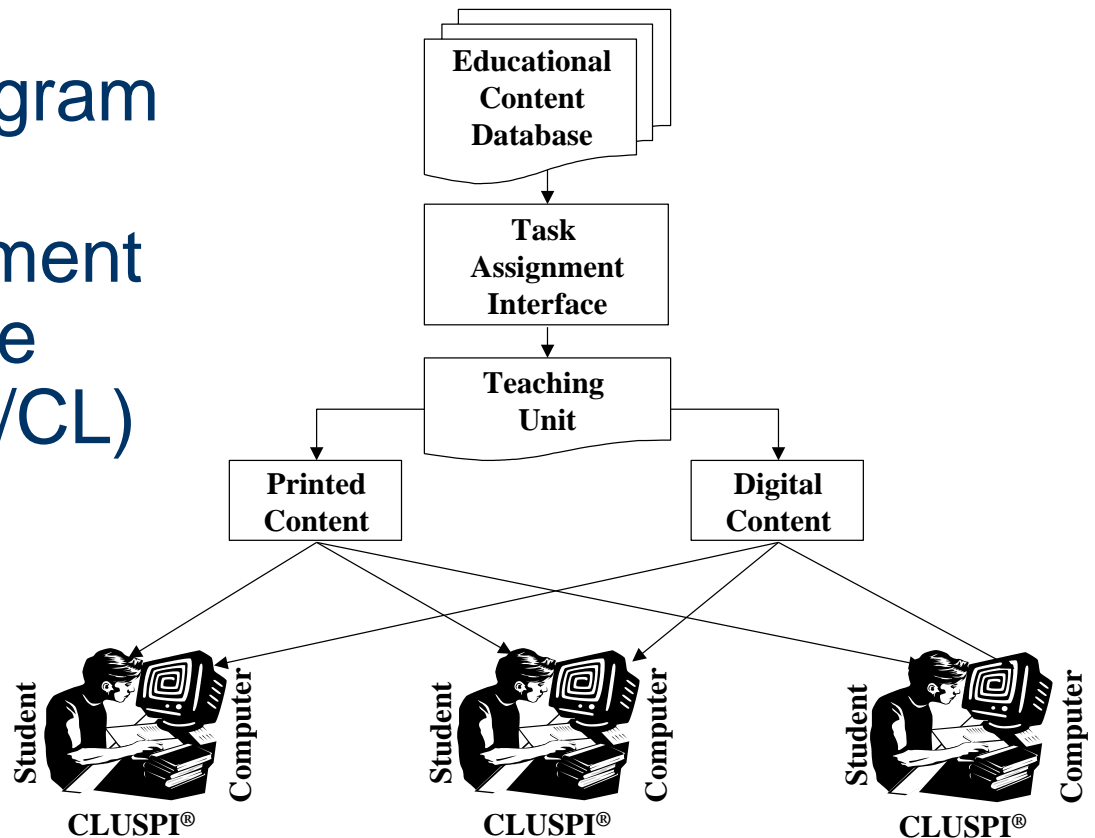 gram
ment
e
/CL)
Educational
Content
Database
Task
Assignment
Interface
Teaching
Unit
Printed
Content
Digital
Content
Student
Computer
CLUSPI®
Student
Computer
CLUSPI®
Student
Computer
CLUSPI®